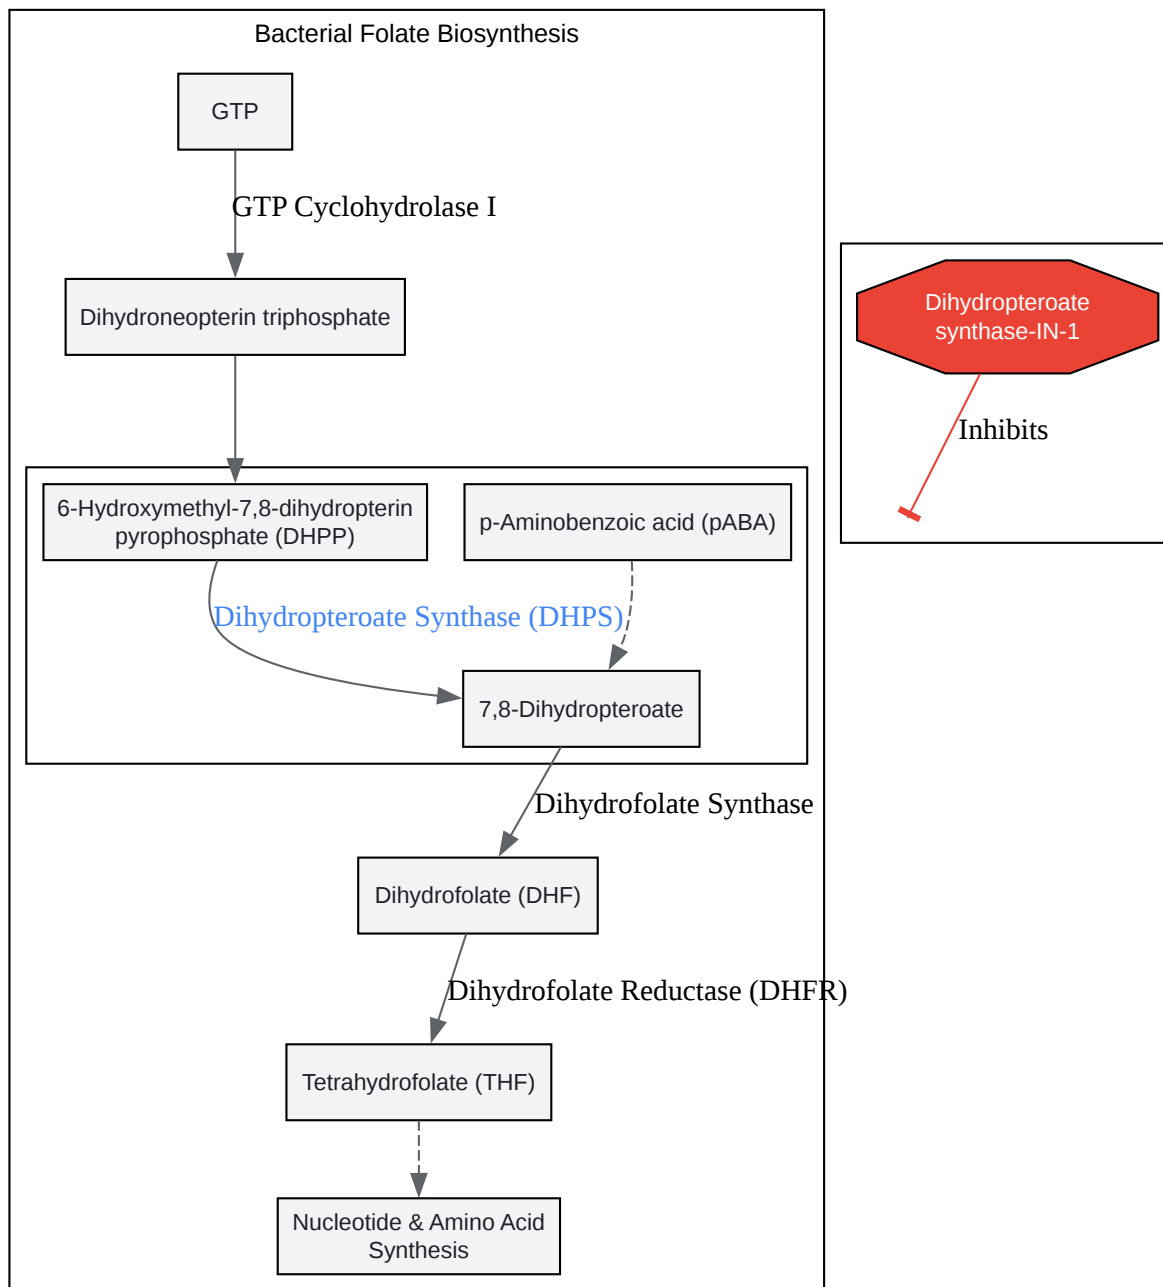 Bacterial Folate Biosynthesis
GTP
GTP Cyclohydrolase I
Dihydroneopterin triphosphate
Dihydropteroate
synthase-IN-1
Inhibits
6-Hydroxymethyl-7,8-dihydropterin
pyrophosphate (DHPP)
p-Aminobenzoic acid (pABA)
Dihydropteroate Synthase (DHPS)
7,8-Dihydropteroate
Dihydrofolate Synthase
Dihydrofolate (DHF)
Dihydrofolate Reductase (DHFR)
Tetrahydrofolate (THF)
Nucleotide & Amino Acid
Synthesis